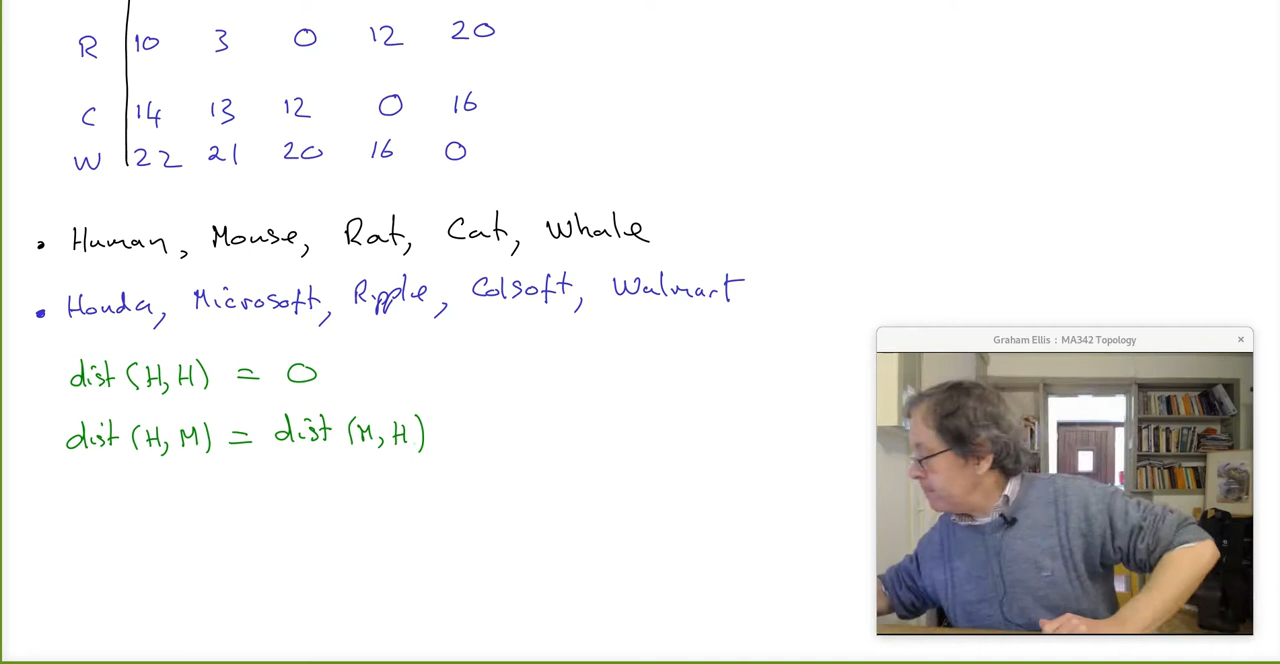 R 10 3 0 12 20
C 14 13 12 0 16
W 22 21 20 16 0
• Human, Mouse, Rat, Cat, Whale
• Honda, Microsoft, Ripple, Colsoft, Walmart
dist (H, H) = 0
dist (H, M) = dist (M, H)
Graham Ellis : MA342 Topology ×